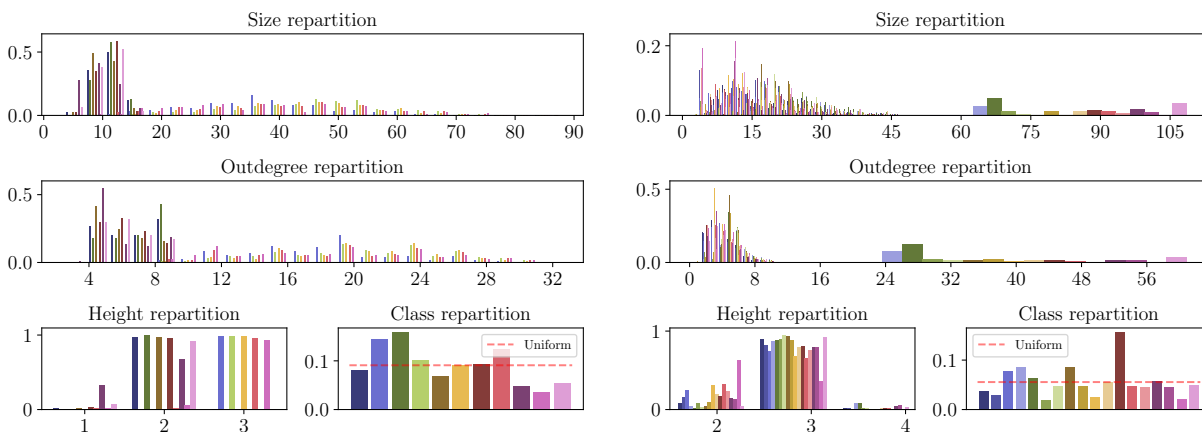 Size repartition
0.5
0.0
0 10 20 30 40 50 60 70 80 90
Outdegree repartition
0.5
0.0
4 8 12 16 20 24 28 32
Height repartition
1
0
1 2 3
Class repartition
0.1
0.0
Uniform
Size repartition
0.2
0.0
0 15 30 45 60 75 90 105
Outdegree repartition
0.5
0.0
0 8 16 24 32 40 48 56
Height repartition
1
0
2 3 4
Class repartition
0.1
0.0
Uniform